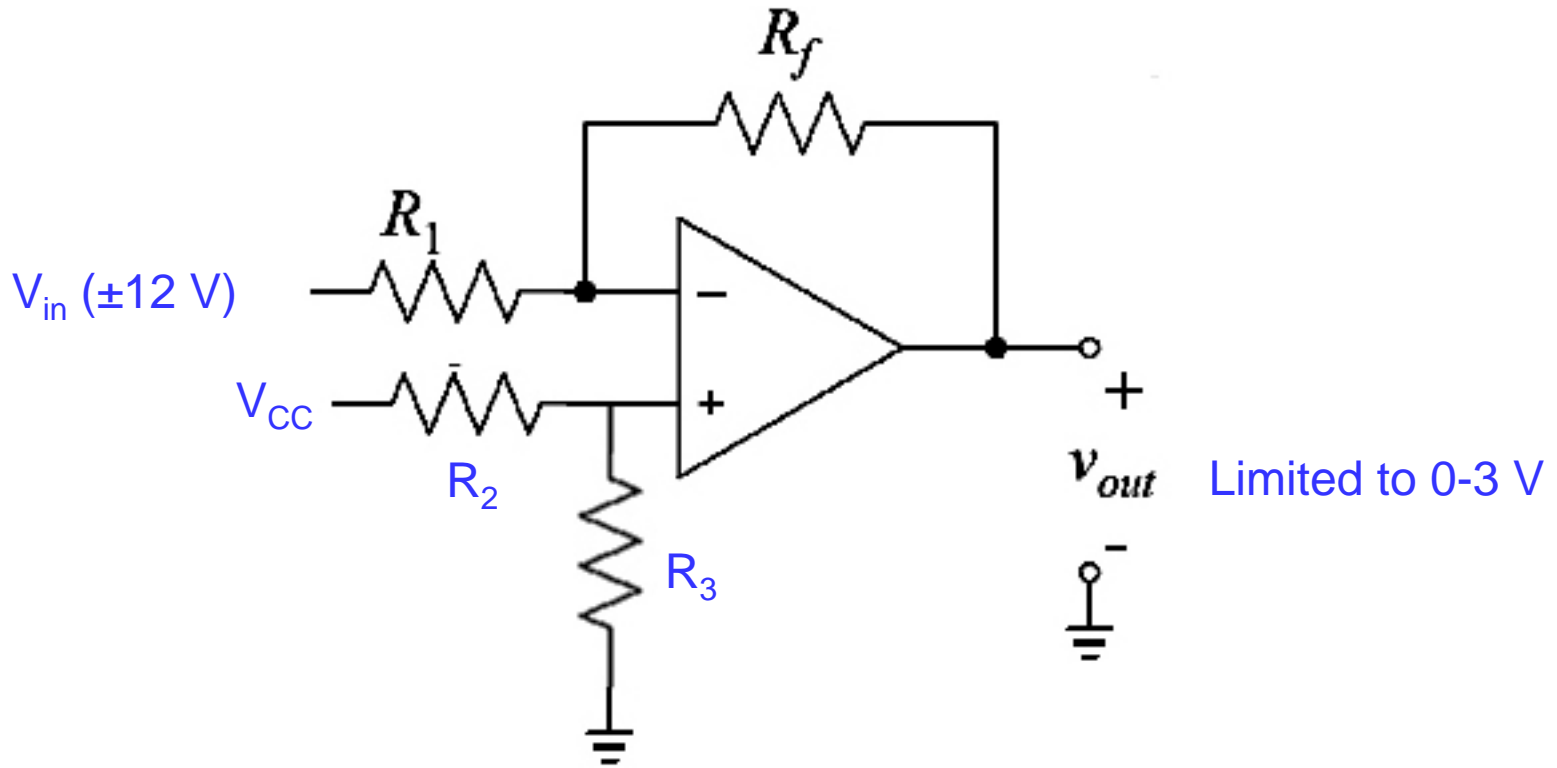 R_f
R_1
V_in (±12 V)
−
V_CC
+
+
R_2
v_out Limited to 0-3 V
-
R_3